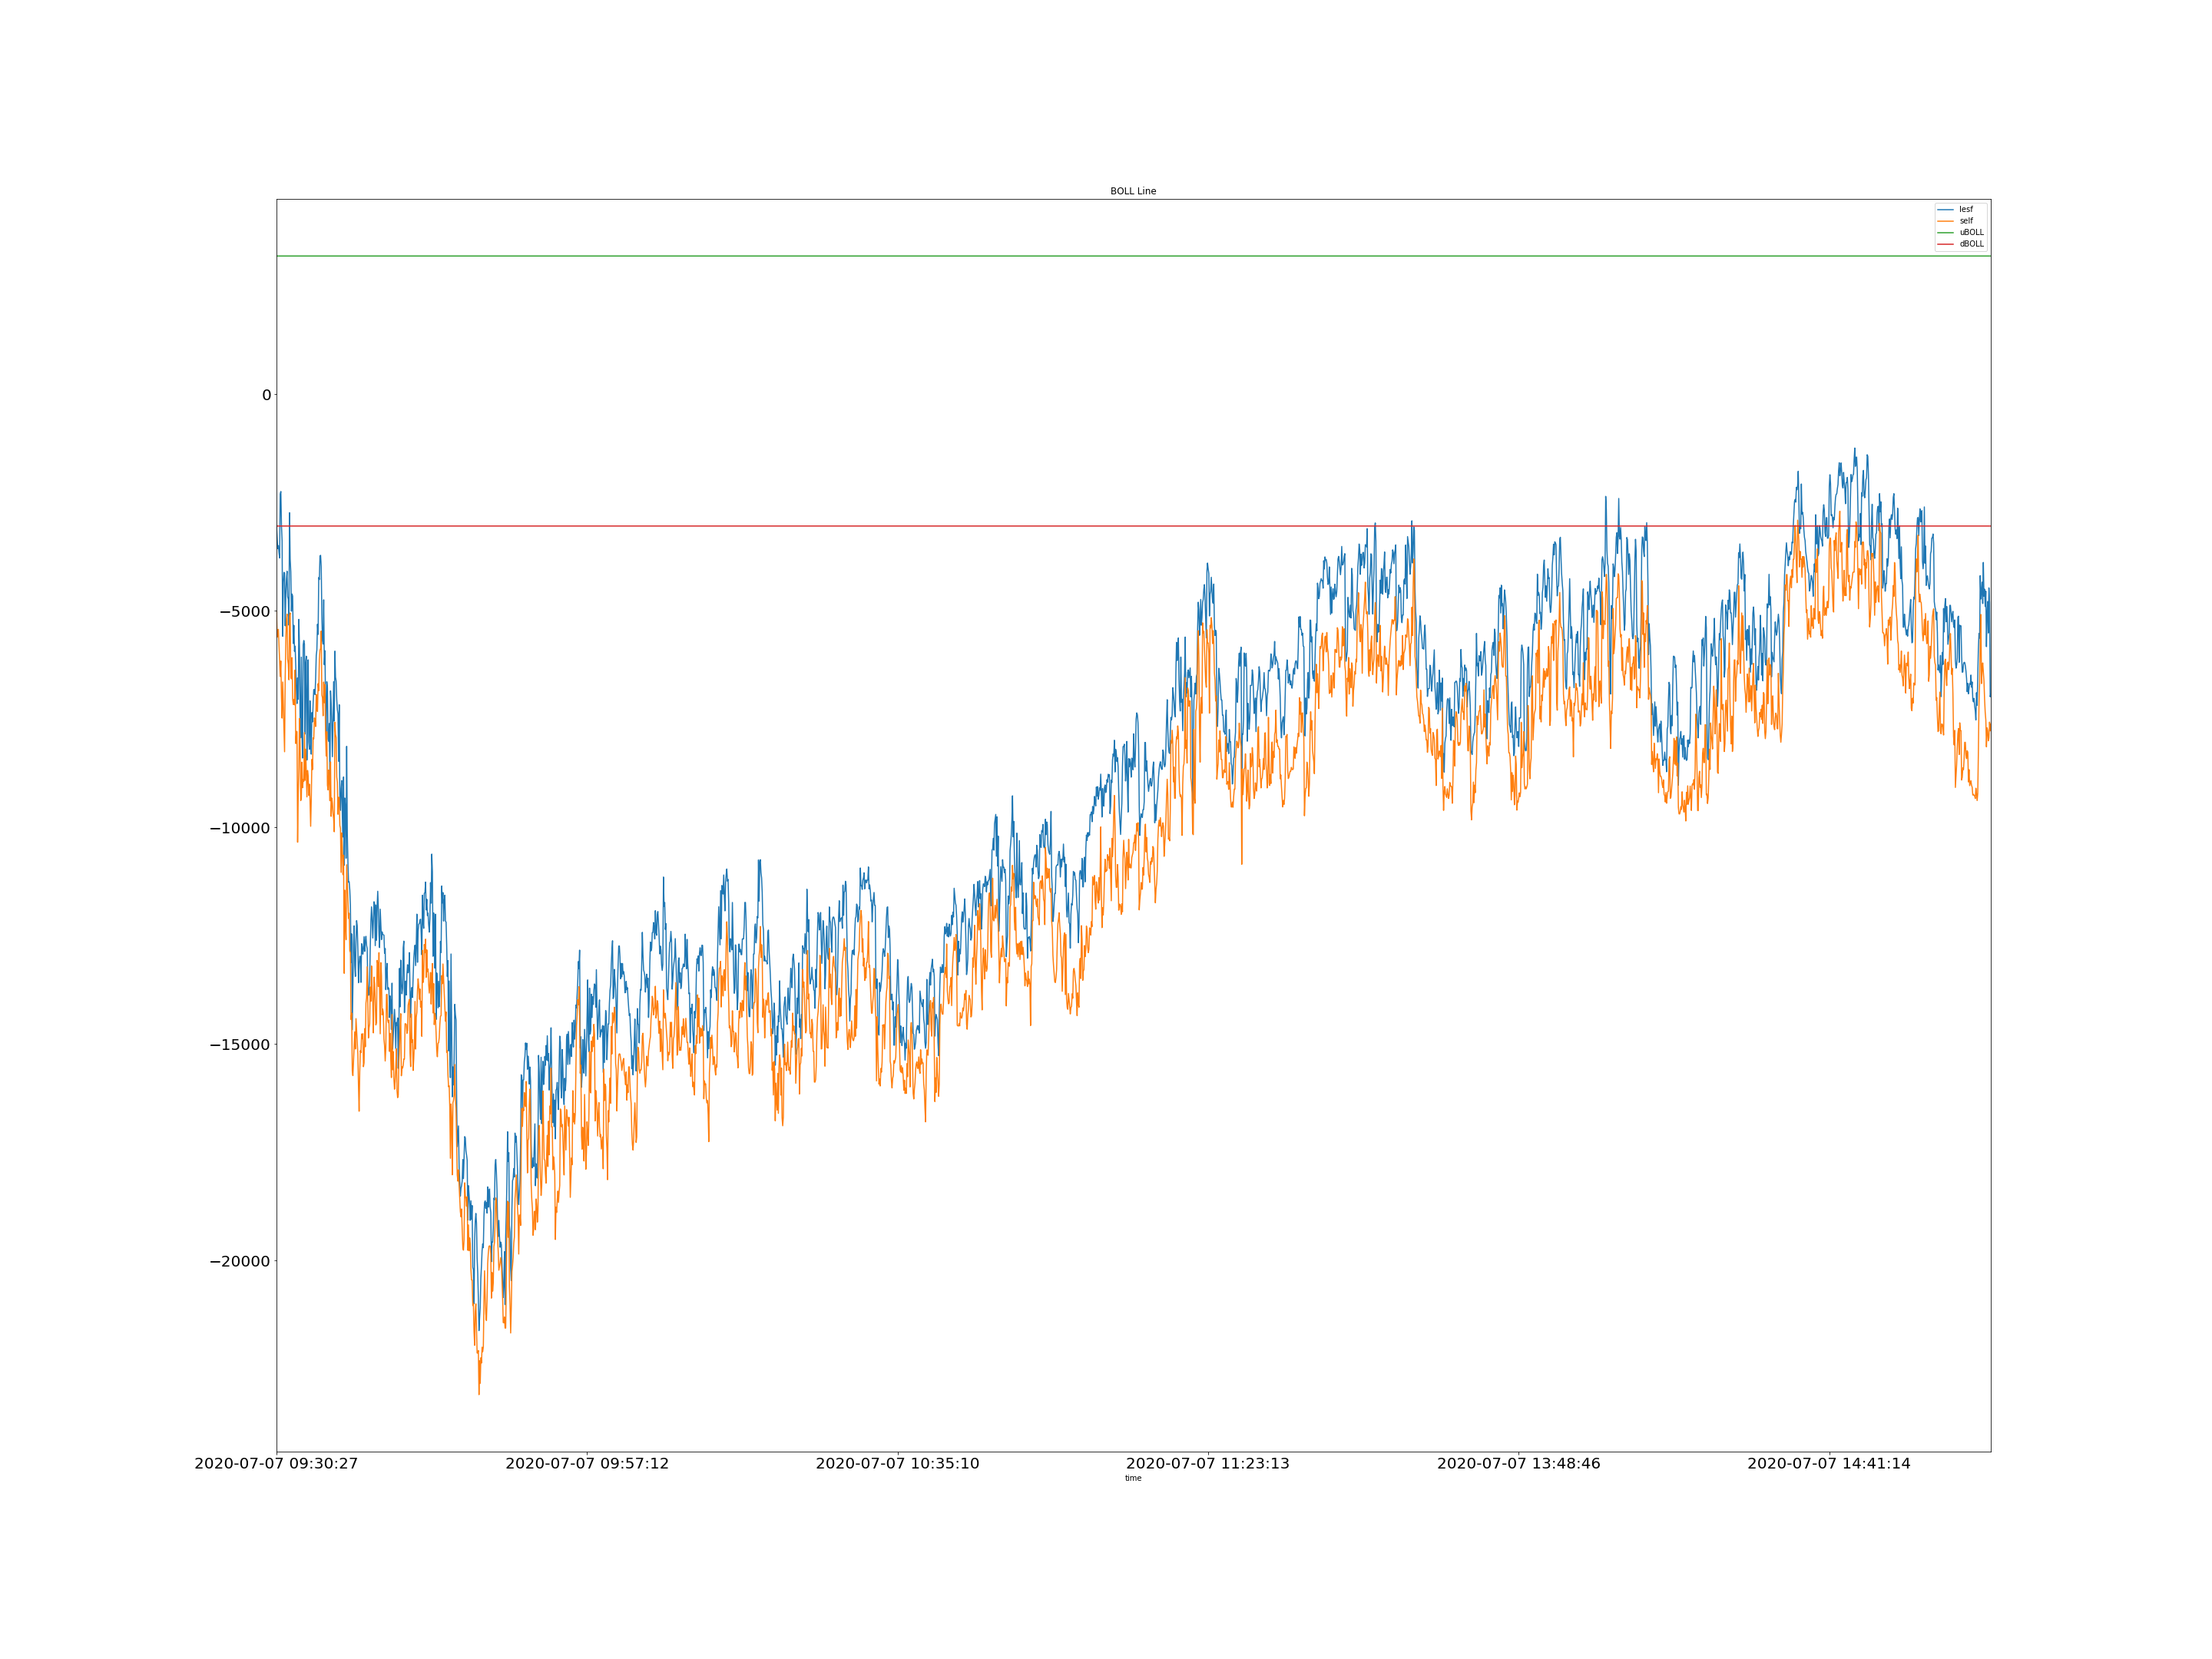 BOLL Line
lesf
self
uBOLL
dBOLL
0
−5000
−10000
−15000
−20000
2020-07-07 09:30:27
2020-07-07 09:57:12
2020-07-07 10:35:10
2020-07-07 11:23:13
2020-07-07 13:48:46
2020-07-07 14:41:14
time